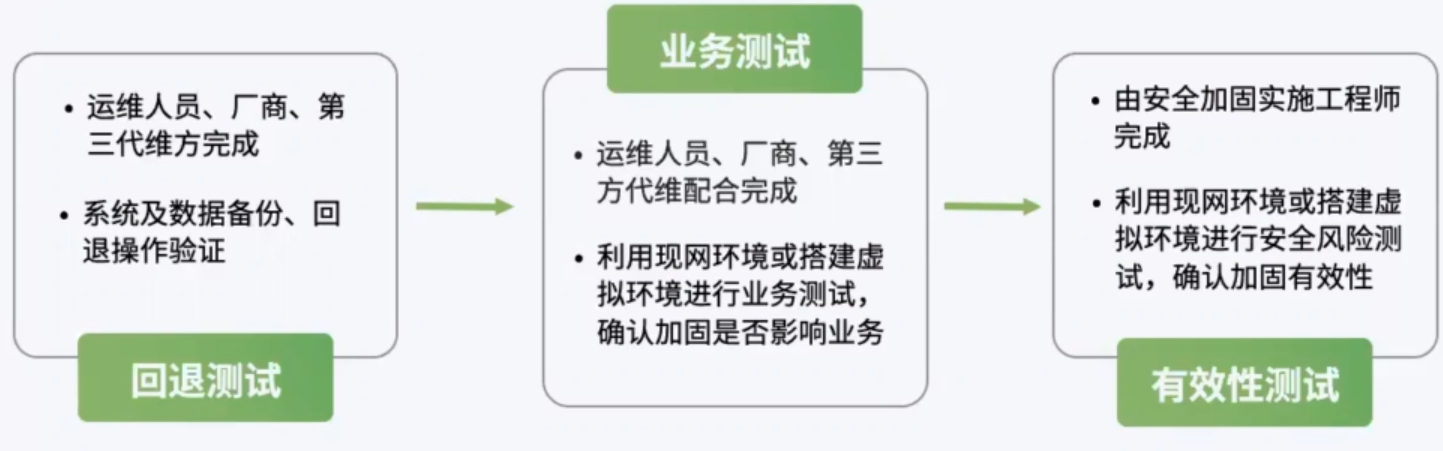 • 运维人员、厂商、第
三代维方完成
• 系统及数据备份、回
退操作验证
回退测试
业务测试
• 运维人员、厂商、第三
方代维配合完成
• 利用现网环境或搭建虚
拟环境进行业务测试，
确认加固是否影响业务
• 由安全加固实施工程师
完成
• 利用现网环境或搭建虚
拟环境进行安全风险测
试，确认加固有效性
有效性测试